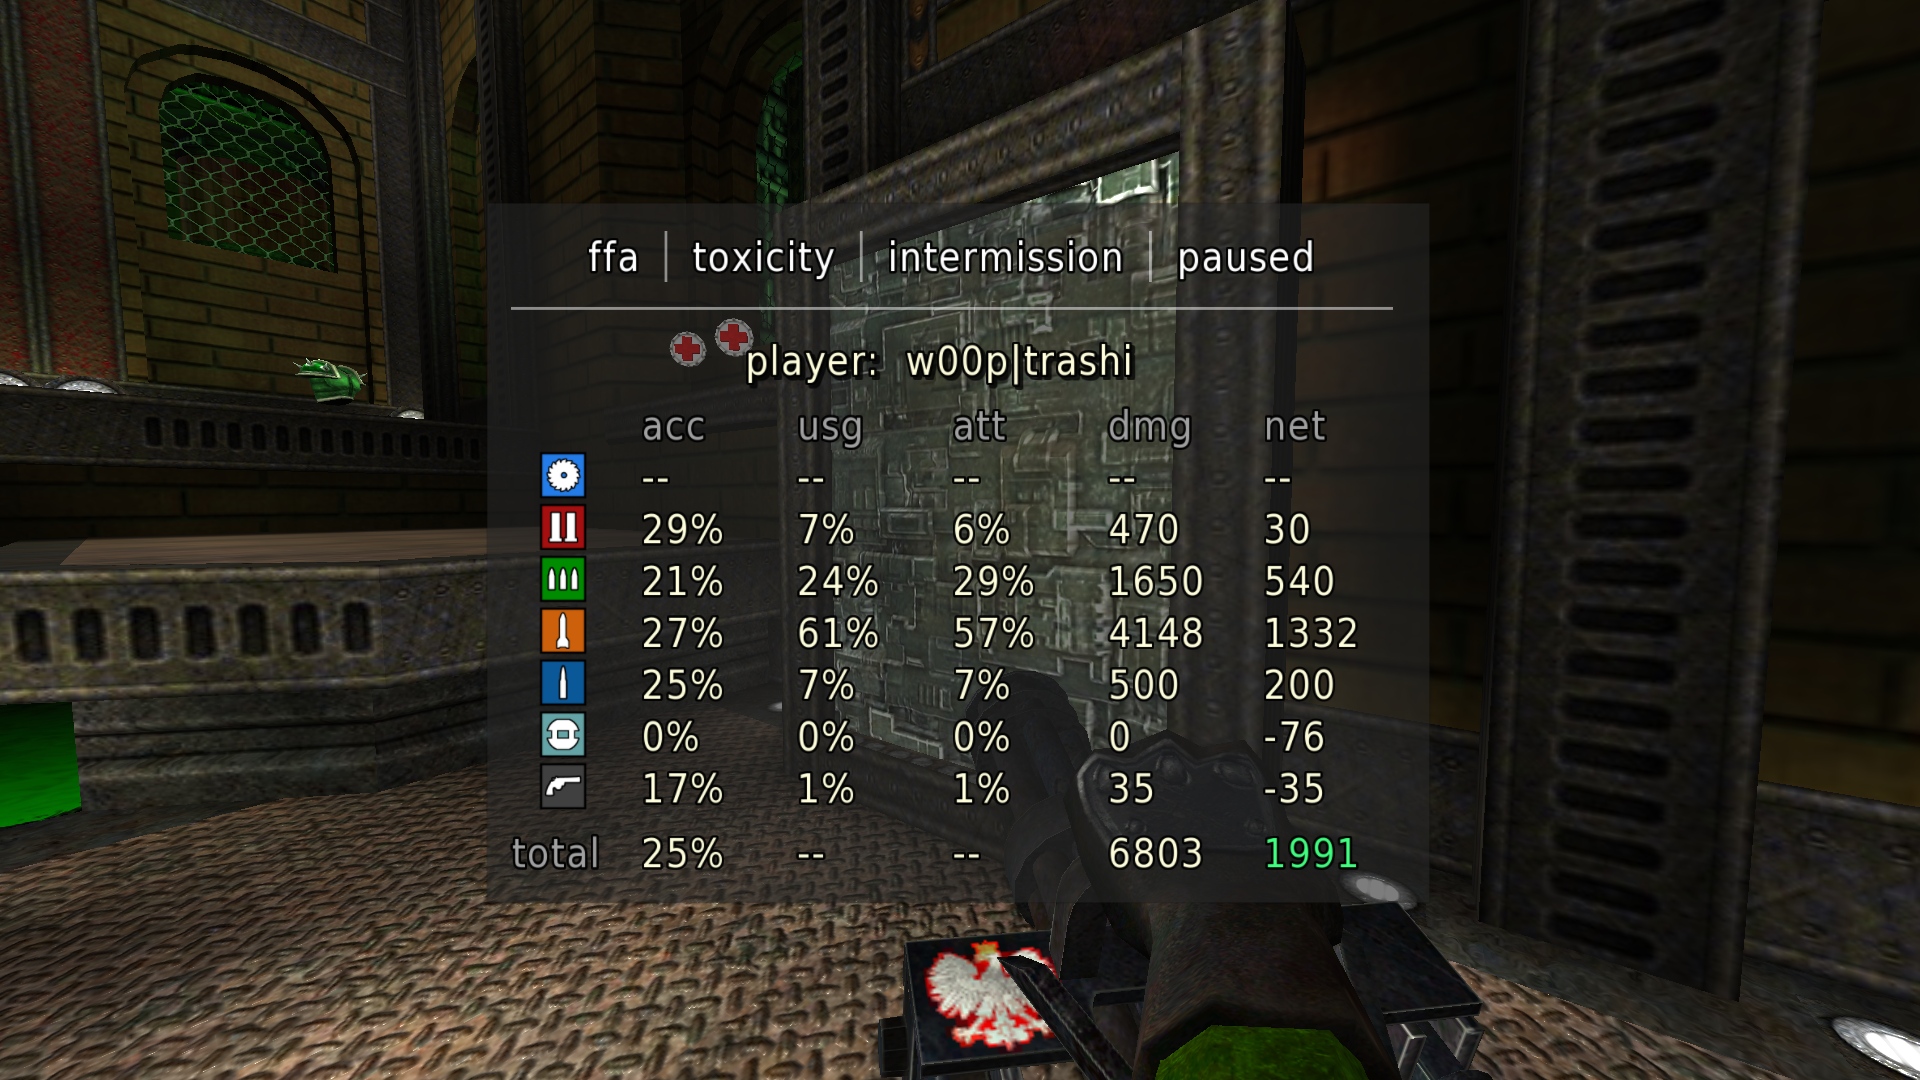 ffa | toxicity | intermission | paused
player: w00p|trashi
acc usg att dmg net
-- -- -- -- --
29% 7% 6% 470 30
21% 24% 29% 1650 540
27% 61% 57% 4148 1332
25% 7% 7% 500 200
0% 0% 0% 0 -76
17% 1% 1% 35 -35
total 25% -- -- 6803 1991